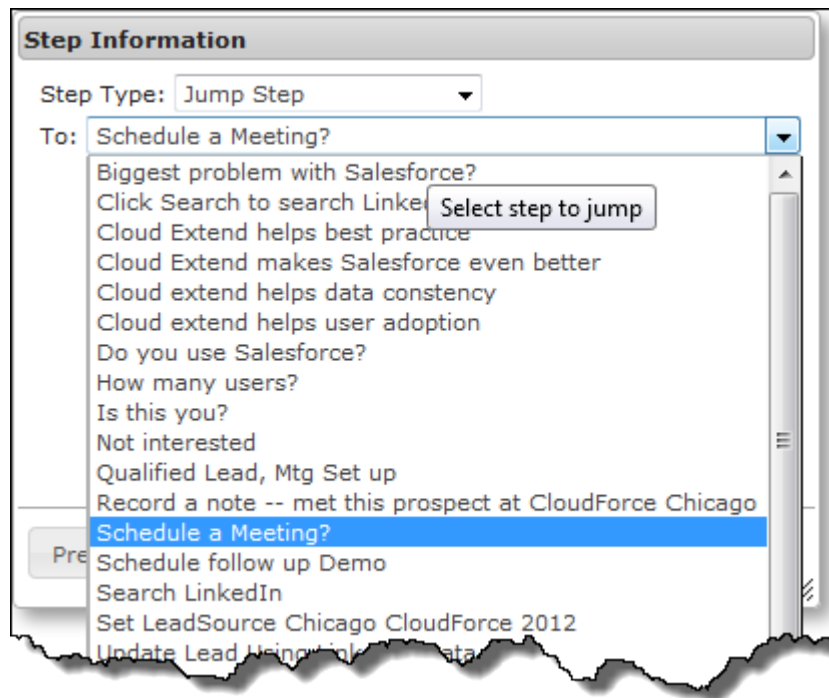 Step Information
Step Type: Jump Step
To: Schedule a Meeting?
Biggest problem with Salesforce?
Click Search to search
Select step to jump
Cloud Extend helps best practice
Cloud Extend makes Salesforce even better
Cloud extend helps data constency
Cloud extend helps user adoption
Do you use Salesforce?
How many users?
Is this you?
Not interested
Qualified Lead, Mtg Set up
Record a note -- met this prospect at CloudForce Chicago
Schedule a Meeting?
Schedule follow up Demo
Search LinkedIn
Set LeadSource Chicago CloudForce 2012
Update Lead Using